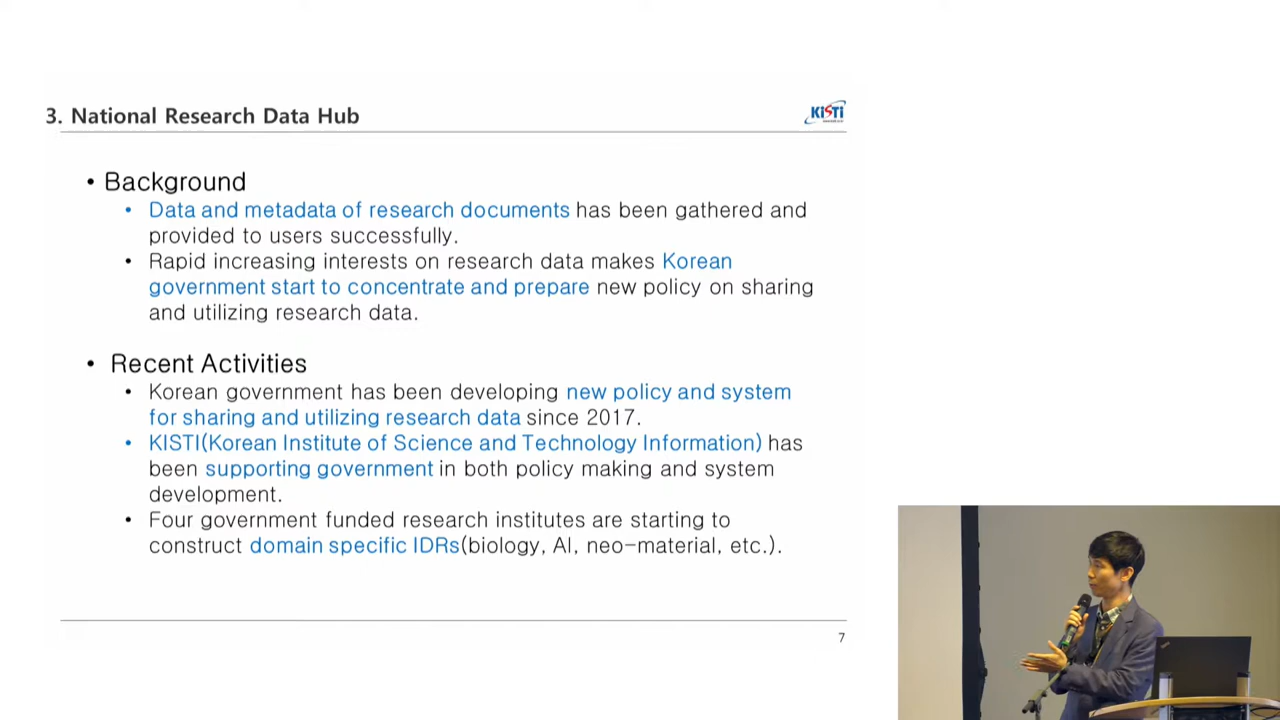 3. National Research Data Hub
KiSTi
• Background
• Data and metadata of research documents has been gathered and
provided to users successfully.
• Rapid increasing interests on research data makes Korean
government start to concentrate and prepare new policy on sharing
and utilizing research data.
• Recent Activities
• Korean government has been developing new policy and system
for sharing and utilizing research data since 2017.
• KISTI(Korean Institute of Science and Technology Information) has
been supporting government in both policy making and system
development.
• Four government funded research institutes are starting to
construct domain specific IDRs(biology, AI, neo-material, etc.).
7